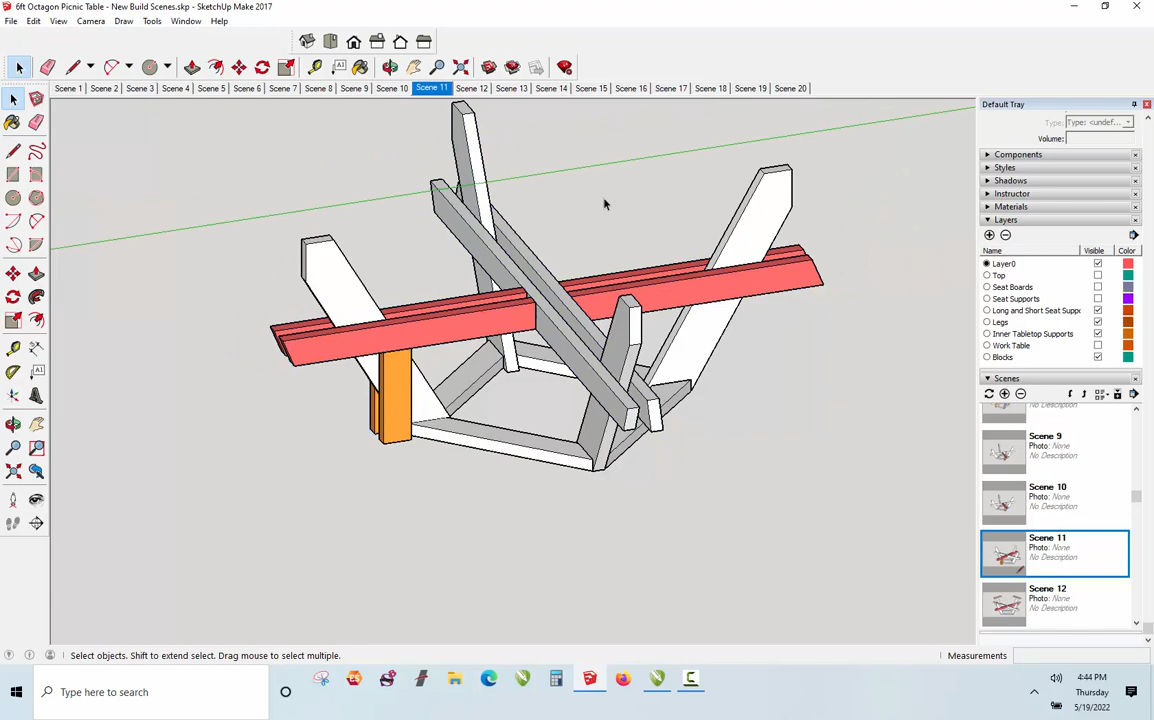 6ft Octagon Picnic Table - New Build Scenes.skp - SketchUp Make 2017
File Edit View Camera Draw Tools Window Help
Scene 1 Scene 2 Scene 3 Scene 4 Scene 5 Scene 6 Scene 7 Scene 8 Scene 9 Scene 10 Scene 11 Scene 12 Scene 13 Scene 14 Scene 15 Scene 16 Scene 17 Scene 18 Scene 19 Scene 20
Default Tray
Type: Type: <undef...
Volume:
Components
Styles
Shadows
Instructor
Materials
Layers
Name Visible Color
Layer0
Top
Seat Boards
Seat Supports
Long and Short Seat Suppo
Legs
Inner Tabletop Supports
Work Table
Blocks
Scenes
No Description
Scene 9
Photo: None
No Description
Scene 10
Photo: None
No Description
Scene 11
Photo: None
No Description
Scene 12
Photo: None
No Description
Select objects. Shift to extend select. Drag mouse to select multiple.
Measurements
Type here to search
4:44 PM
Thursday
5/19/2022